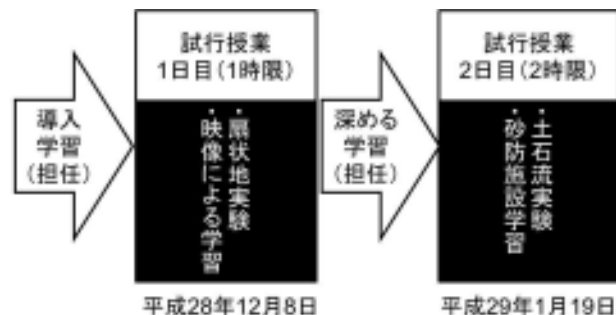 導入
学習
(担任)
試行授業
1日目(1時限)
・扇状地実験
・映像による学習
平成28年12月8日
深める
学習
(担任)
試行授業
2日目(2時限)
・土石流実験
・砂防施設学習
平成29年1月19日